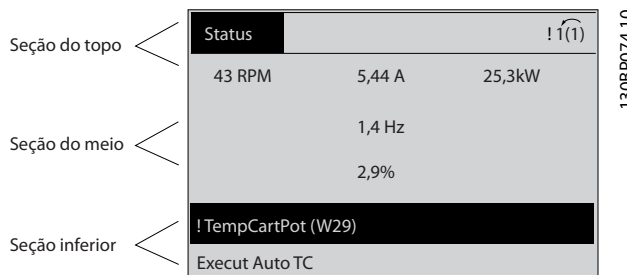 Status !1(1)
Seção do topo
43 RPM 5,44 A 25,3kW
1,4 Hz
Seção do meio
2,9%
!TempCartPot (W29)
Seção inferior
Execut Auto TC
130BP074.10